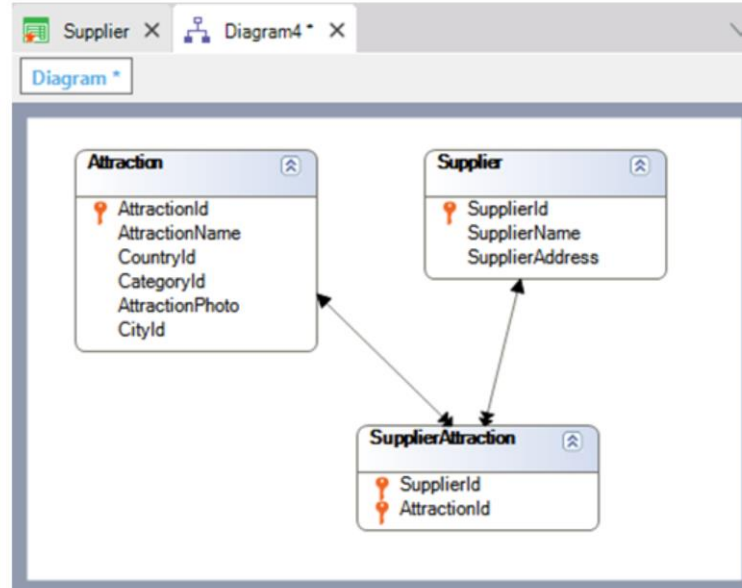 Supplier
Diagram4 *
Diagram *
Attraction
AttractionId
AttractionName
CountryId
CategoryId
AttractionPhoto
CityId
Supplier
SupplierId
SupplierName
SupplierAddress
SupplierAttraction
SupplierId
AttractionId